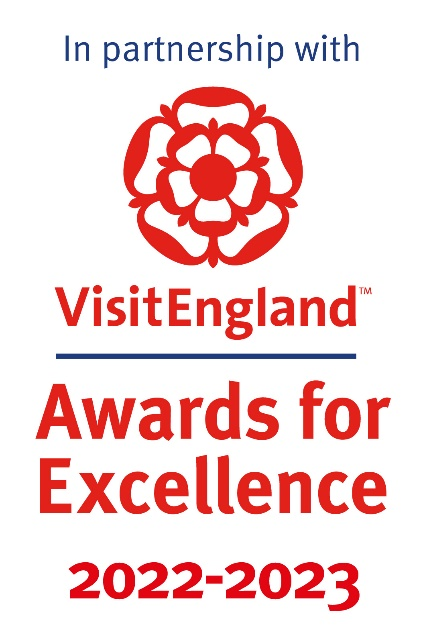 In partnership with
VisitEngland™
Awards for
Excellence
2022-2023